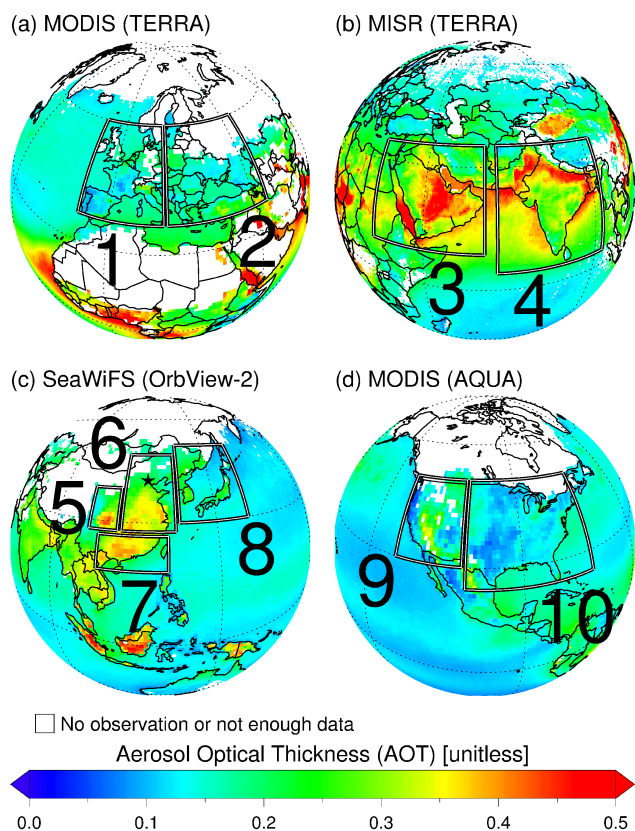 (a) MODIS (TERRA)
(b) MISR (TERRA)
1
2
3
4
(c) SeaWiFS (OrbView-2)
(d) MODIS (AQUA)
6
5
7
8
9
10
No observation or not enough data
Aerosol Optical Thickness (AOT) [unitless]
0.0 0.1 0.2 0.3 0.4 0.5